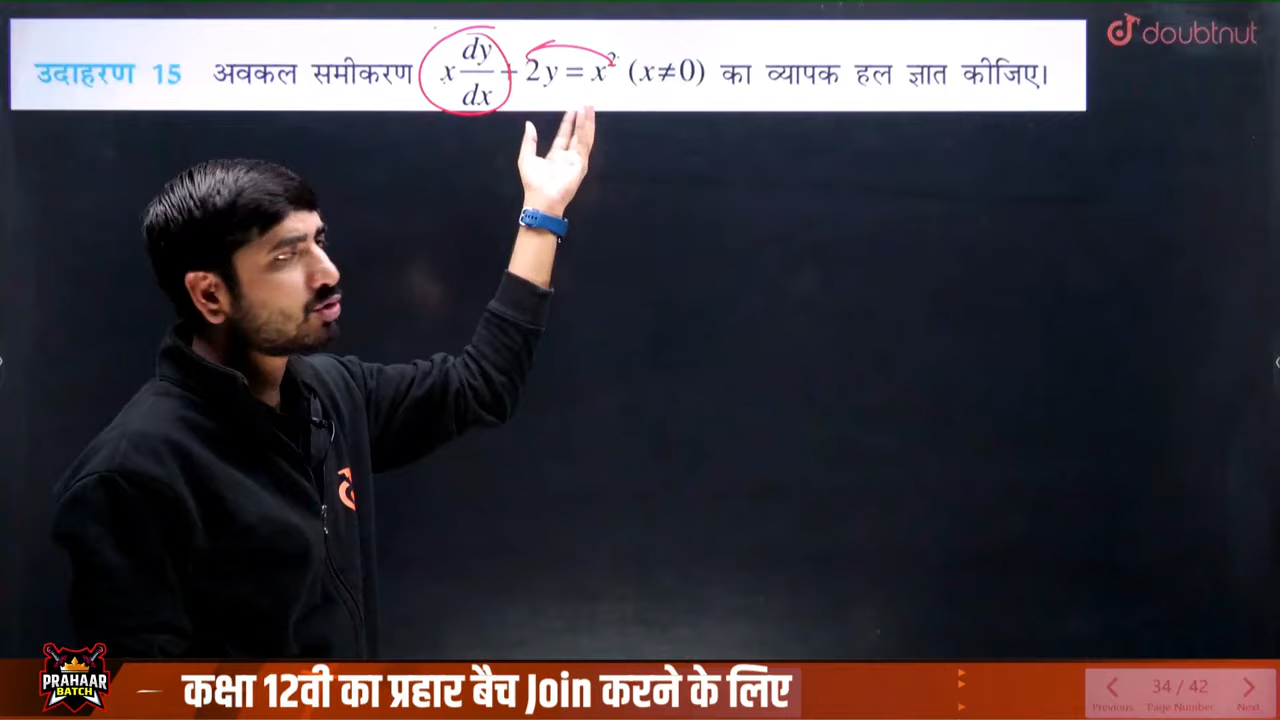 उदाहरण 15 अवकल समीकरण x dy/dx + 2y = x² (x≠0) का व्यापक हल ज्ञात कीजिए।
doubtnut
PRAHAAR
BATCH
कक्षा 12वी का प्रहार बैच Join करने के लिए
34 / 42
Previous Page Number Next